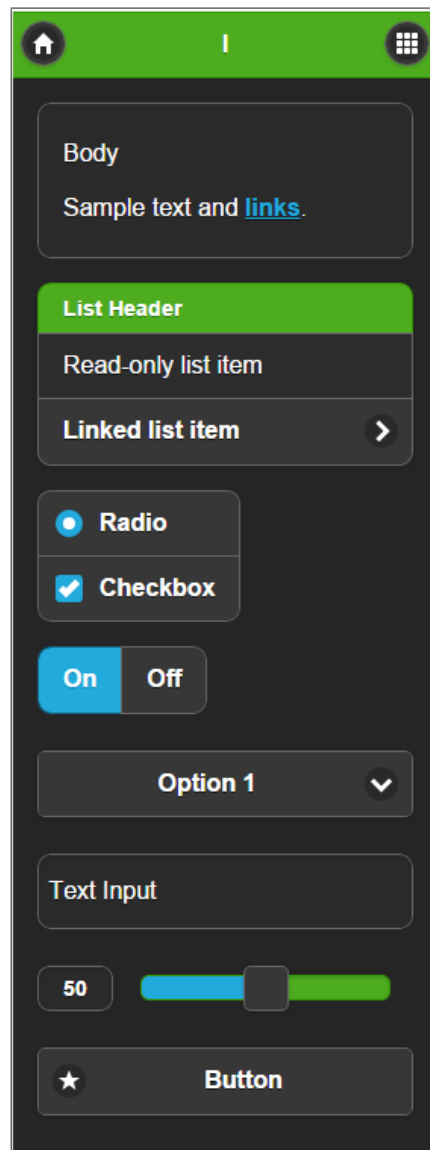 I
Body
Sample text and links.
List Header
Read-only list item
Linked list item
Radio
Checkbox
On Off
Option 1
Text Input
50
Button